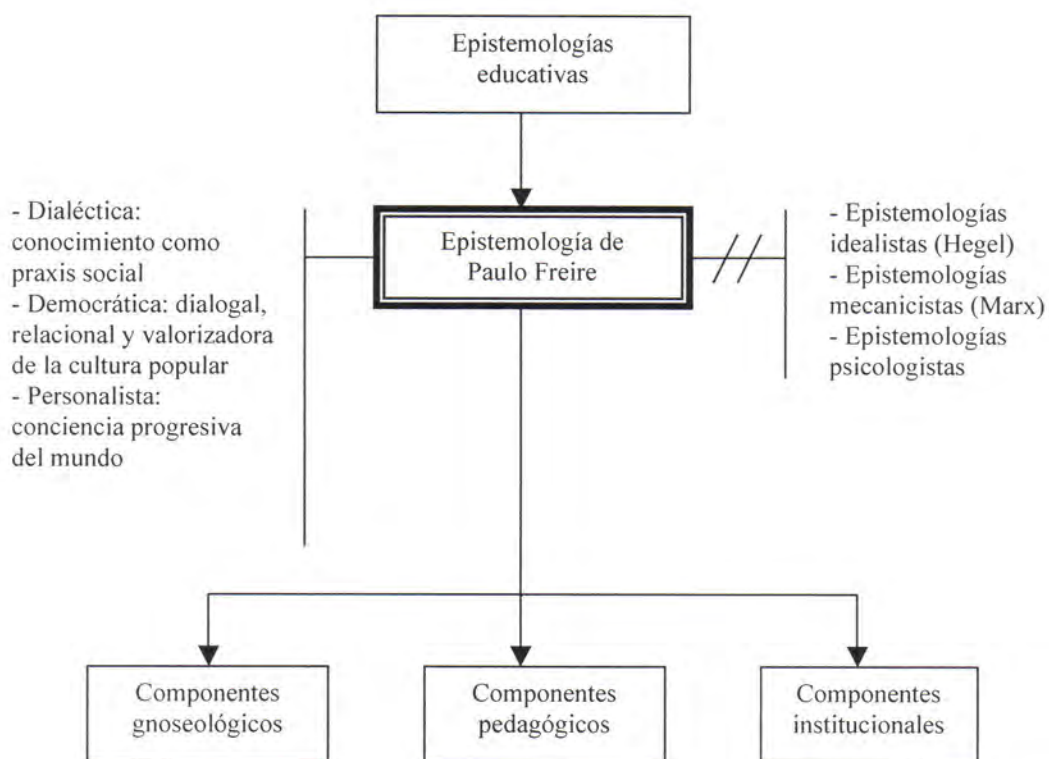 Epistemologías
educativas
- Dialéctica:
conocimiento como
praxis social
- Democrática: dialogal,
relacional y valorizadora
de la cultura popular
- Personalista:
conciencia progresiva
del mundo
Epistemología de
Paulo Freire
- Epistemologías
idealistas (Hegel)
- Epistemologías
mecanicistas (Marx)
- Epistemologías
psicologistas
Componentes
gnoseológicos
Componentes
pedagógicos
Componentes
institucionales